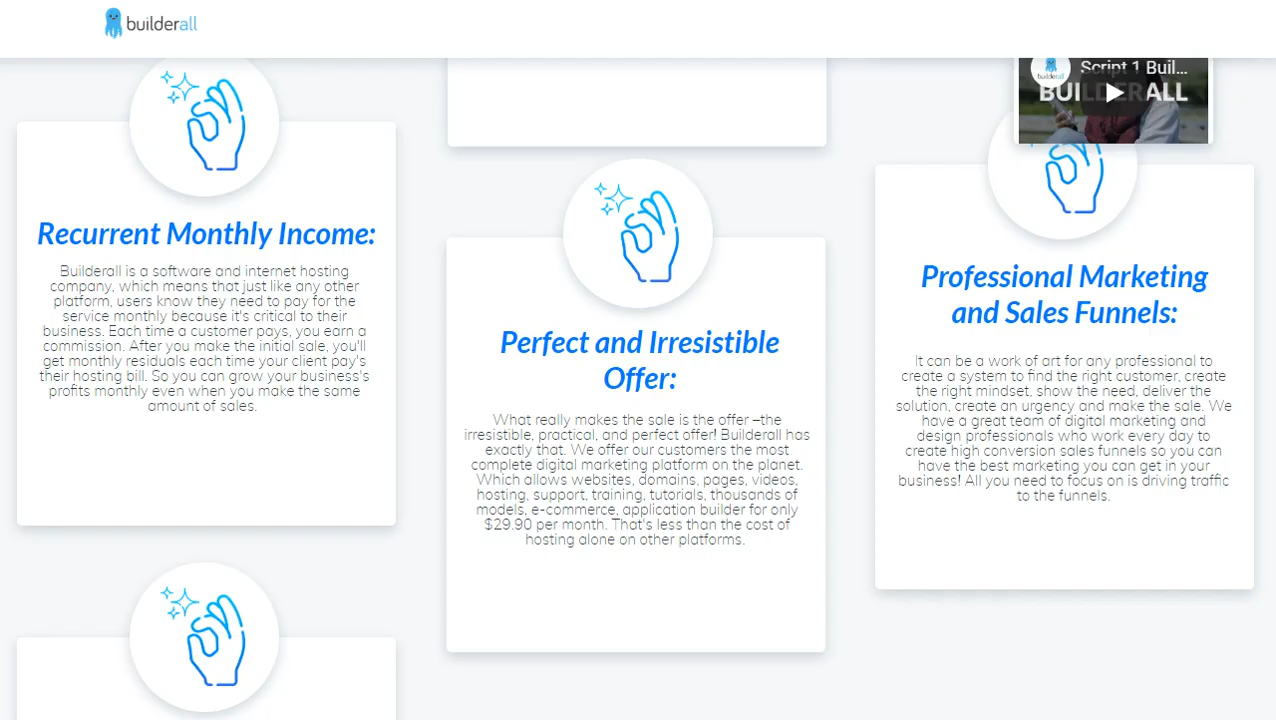 builderall
Script 1 Buil...
builderall
BUILDERALL
Recurrent Monthly Income:
Builderall is a software and internet hosting
company, which means that just like any other
platform, users know they need to pay for the
service monthly because it's critical to their
business. Each time a customer pays, you earn a
commission. After you make the initial sale, you'll
get monthly residuals each time your client pay's
their hosting bill. So you can grow your business's
profits monthly even when you make the same
amount of sales.
Perfect and Irresistible
Offer:
What really makes the sale is the offer –the
irresistible, practical, and perfect offer! Builderall has
exactly that. We offer our customers the most
complete digital marketing platform on the planet.
Which allows websites, domains, pages, videos,
hosting, support, training, tutorials, thousands of
models, e-commerce, application builder for only
$29.90 per month. That's less than the cost of
hosting alone on other platforms.
Professional Marketing
and Sales Funnels:
It can be a work of art for any professional to
create a system to find the right customer, create
the right mindset, show the need, deliver the
solution, create an urgency and make the sale. We
have a great team of digital marketing and
design professionals who work every day to
create high conversion sales funnels so you can
have the best marketing you can get in your
business! All you need to focus on is driving traffic
to the funnels.